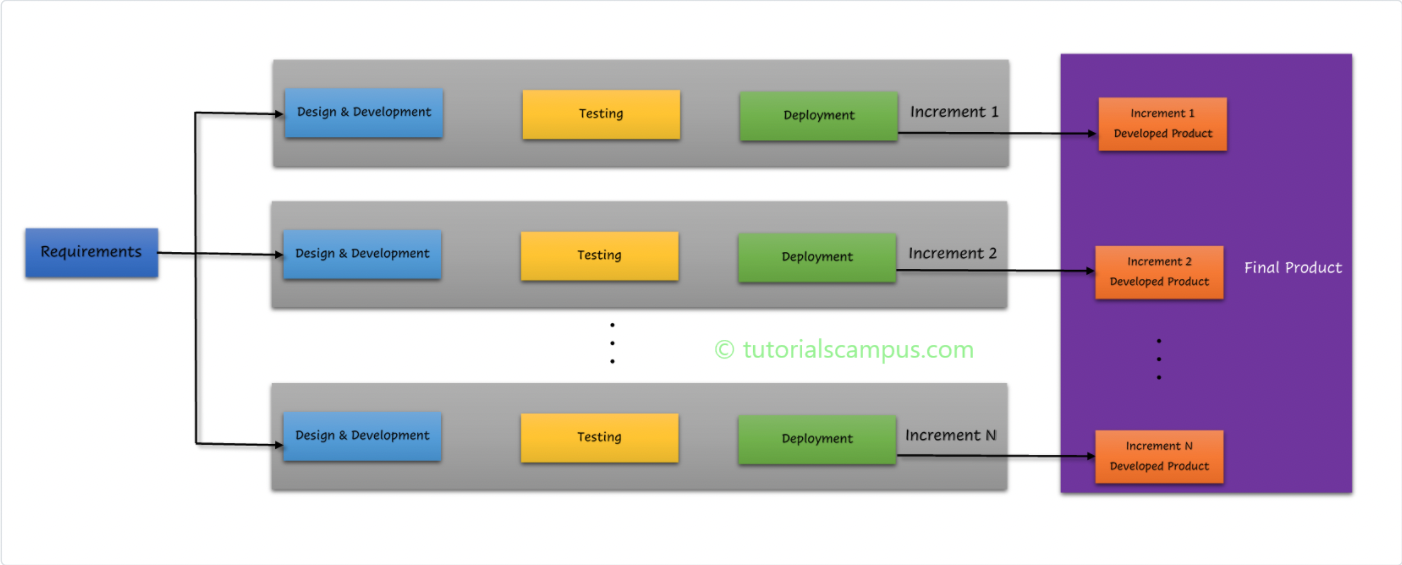 Design & Development
Testing
Deployment
Increment 1
Increment 1
Developed Product
Requirements
Design & Development
Testing
Deployment
Increment 2
Increment 2
Developed Product
Final Product
© tutorialscampus.com
Design & Development
Testing
Deployment
Increment N
Increment N
Developed Product